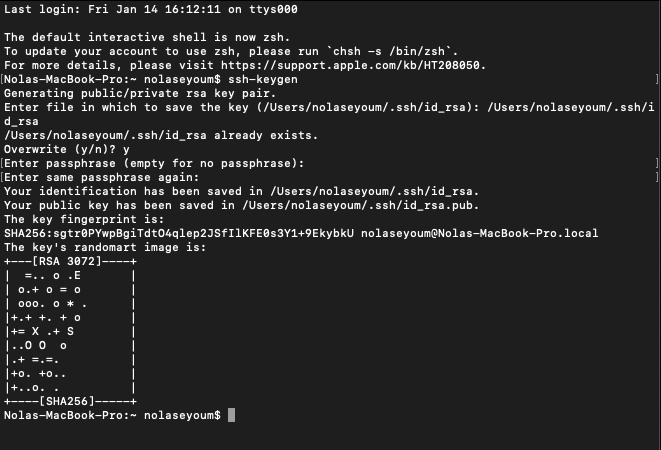 Last login: Fri Jan 14 16:12:11 on ttys000

The default interactive shell is now zsh.
To update your account to use zsh, please run `chsh -s /bin/zsh`.
For more details, please visit https://support.apple.com/kb/HT208050.
[Nolas-MacBook-Pro:~ nolaseyoum$ ssh-keygen ]
Generating public/private rsa key pair.
Enter file in which to save the key (/Users/nolaseyoum/.ssh/id_rsa): /Users/nolaseyoum/.ssh/i
d_rsa
/Users/nolaseyoum/.ssh/id_rsa already exists.
Overwrite (y/n)? y
[Enter passphrase (empty for no passphrase): ]
[Enter same passphrase again: ]
Your identification has been saved in /Users/nolaseyoum/.ssh/id_rsa.
Your public key has been saved in /Users/nolaseyoum/.ssh/id_rsa.pub.
The key fingerprint is:
SHA256:sgtr0PYwpBgiTdtO4qlep2JSfIlKFE0s3Y1+9EkybkU nolaseyoum@Nolas-MacBook-Pro.local
The key's randomart image is:
+---[RSA 3072]----+
|  =.. o .E       |
| o.+ o = o       |
| ooo. o * .      |
|+.+ +. + o       |
|+= X .+ S        |
|..O O  o         |
|.+ =.=.          |
|+o. +o..         |
|+..o. .          |
+----[SHA256]-----+
Nolas-MacBook-Pro:~ nolaseyoum$